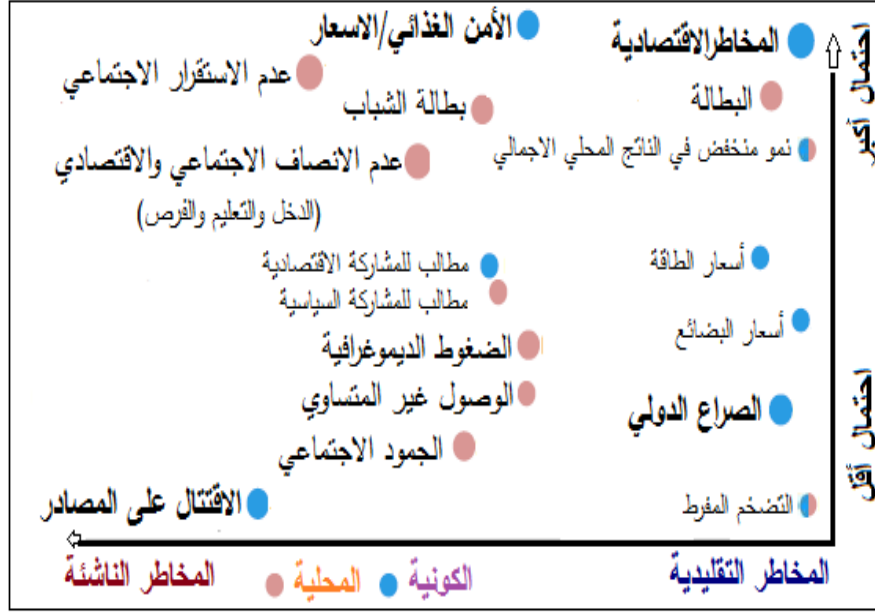 المخاطرالاقتصادية
الأمن الغذائي/الاسعار
عدم الاستقرار الاجتماعي
البطالة
بطالة الشباب
نمو منخفض في الناتج المحلي الاجمالي
عدم الانصاف الاجتماعي والاقتصادي
(الدخل والتعليم والفرص)
أسعار الطاقة
مطالب للمشاركة الاقتصادية
مطالب للمشاركة السياسية
أسعار البضائع
الضغوط الديموغرافية
الوصول غير المتساوي
الصراع الدولي
الجمود الاجتماعي
التضخم المفرط
الاقتتال على المصادر
احتمال أكبر
احتمال أقل
المخاطر التقليدية
الكونية
المحلية
المخاطر الناشئة